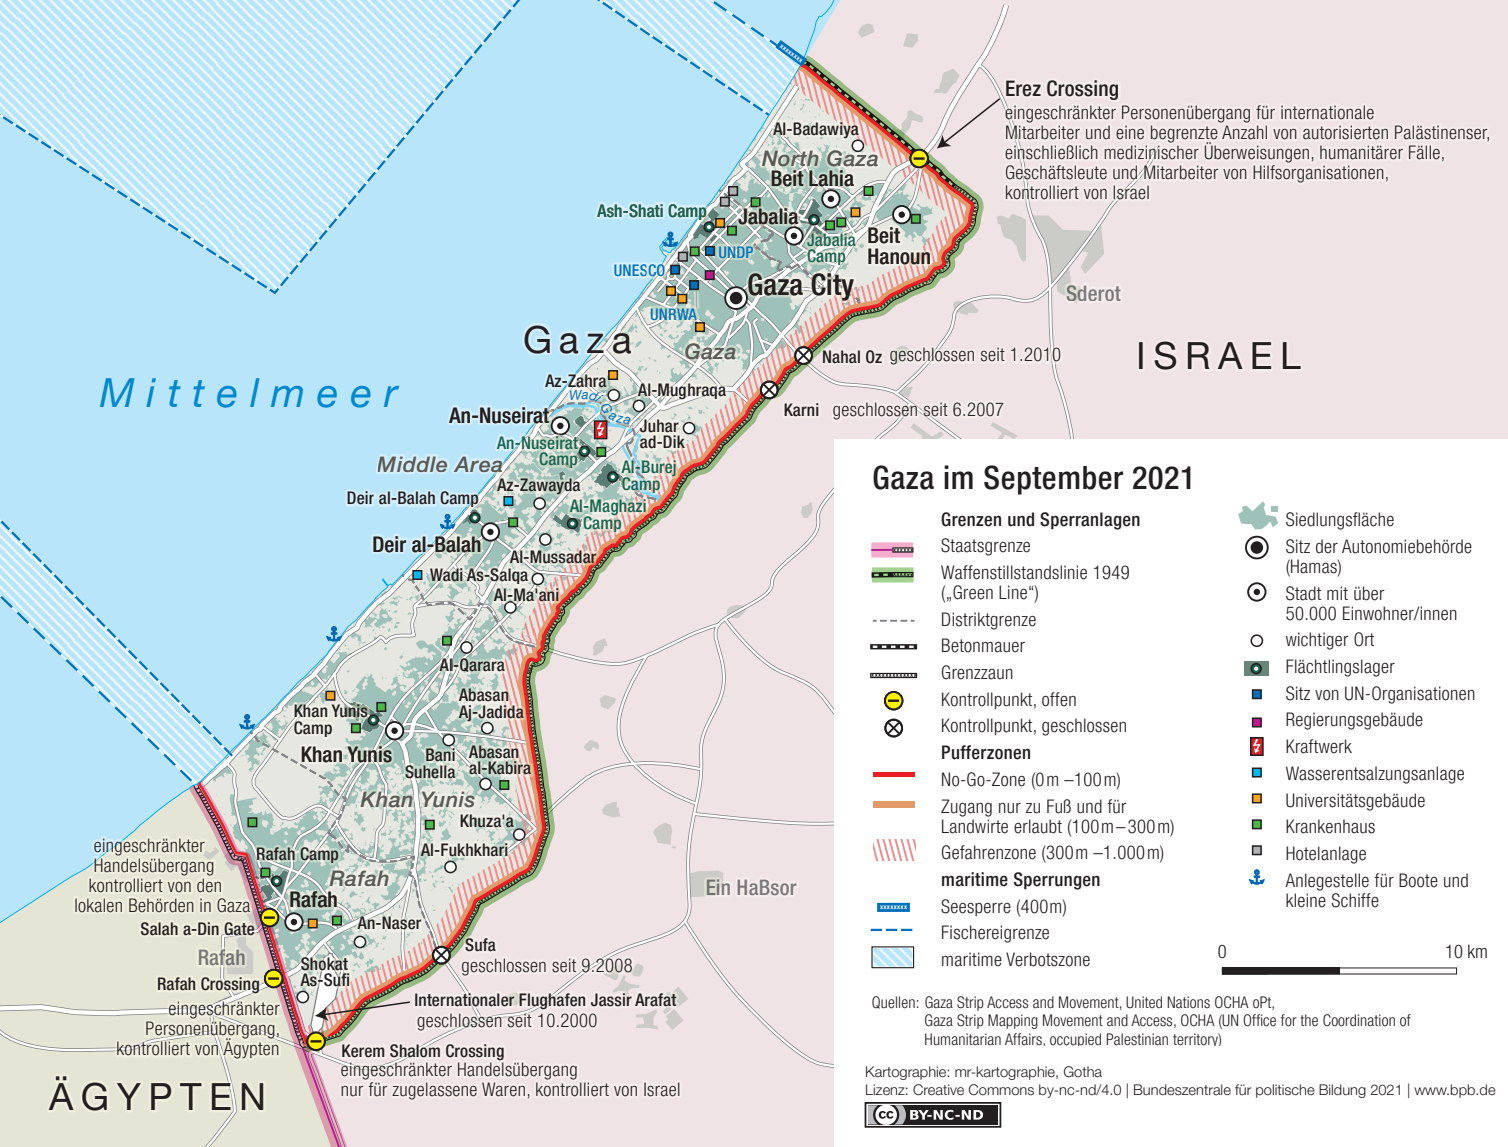 Erez Crossing
eingeschränkter Personenübergang für internationale
Mitarbeiter und eine begrenzte Anzahl von autorisierten Palästinenser,
einschließlich medizinischer Überweisungen, humanitärer Fälle,
Geschäftsleute und Mitarbeiter von Hilfsorganisationen,
kontrolliert von Israel
Al-Badawiya
North Gaza
Beit Lahia
Ash-Shati Camp
Jabalia
Jabalia
Camp
Beit
Hanoun
UNDP
UNESCO
Gaza City
UNRWA
Sderot
Gaza
Gaza
Nahal Oz geschlossen seit 1.2010
ISRAEL
Mittelmeer
Az-Zahra
Wadi Gaza
Al-Mughraqa
Karni geschlossen seit 6.2007
An-Nuseirat
Juhar
ad-Dik
An-Nuseirat
Camp
Middle Area
Al-Burej
Camp
Deir al-Balah Camp
Az-Zawayda
Al-Maghazi
Camp
Deir al-Balah
Al-Mussadar
Wadi As-Salqa
Al-Ma'ani
Al-Qarara
Abasan
Aj-Jadida
Khan Yunis
Camp
Khan Yunis
Bani
Suhella
Abasan
al-Kabira
Khan Yunis
Khuza'a
eingeschränkter
Handelsübergang
kontrolliert von den
lokalen Behörden in Gaza
Salah a-Din Gate
Rafah Camp
Al-Fukhkhari
Rafah
Rafah
An-Naser
Ein HaBsor
Sufa
geschlossen seit 9.2008
Rafah
Shokat
As-Sufi
Rafah Crossing
eingeschränkter
Personenübergang,
kontrolliert von Ägypten
Internationaler Flughafen Jassir Arafat
geschlossen seit 10.2000
Kerem Shalom Crossing
eingeschränkter Handelsübergang
nur für zugelassene Waren, kontrolliert von Israel
ÄGYPTEN
Gaza im September 2021
Grenzen und Sperranlagen
Staatsgrenze
Waffenstillstandslinie 1949
(„Green Line“)
Distriktgrenze
Betonmauer
Grenzzaun
Kontrollpunkt, offen
Kontrollpunkt, geschlossen
Pufferzonen
No-Go-Zone (0 m –100 m)
Zugang nur zu Fuß und für
Landwirte erlaubt (100 m – 300 m)
Gefahrenzone (300 m –1.000 m)
maritime Sperrungen
Seesperre (400m)
Fischereigrenze
maritime Verbotszone
Siedlungsfläche
Sitz der Autonomiebehörde
(Hamas)
Stadt mit über
50.000 Einwohner/innen
wichtiger Ort
Flächtlingslager
Sitz von UN-Organisationen
Regierungsgebäude
Kraftwerk
Wasserentsalzungsanlage
Universitätsgebäude
Krankenhaus
Hotelanlage
Anlegestelle für Boote und
kleine Schiffe
0 10 km
Quellen: Gaza Strip Access and Movement, United Nations OCHA oPt,
Gaza Strip Mapping Movement and Access, OCHA (UN Office for the Coordination of
Humanitarian Affairs, occupied Palestinian territory)
Kartographie: mr-kartographie, Gotha
Lizenz: Creative Commons by-nc-nd/4.0 | Bundeszentrale für politische Bildung 2021 | www.bpb.de
cc BY-NC-ND